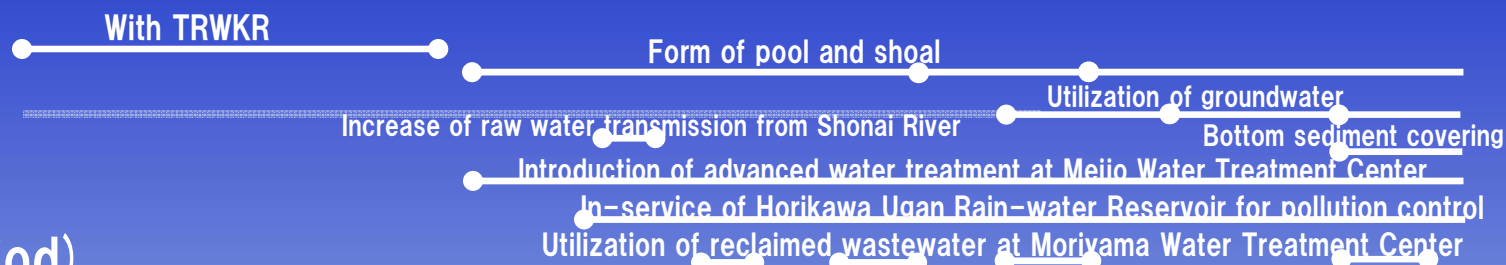 With TRWKR
Form of pool and shoal
Utilization of groundwater
Increase of raw water transmission from Shonai River
Bottom sediment covering
Introduction of advanced water treatment at Meijo Water Treatment Center
In-service of Horikawa Ugan Rain-water Reservoir for pollution control
Utilization of reclaimed wastewater at Moriyama Water Treatment Center
iod)